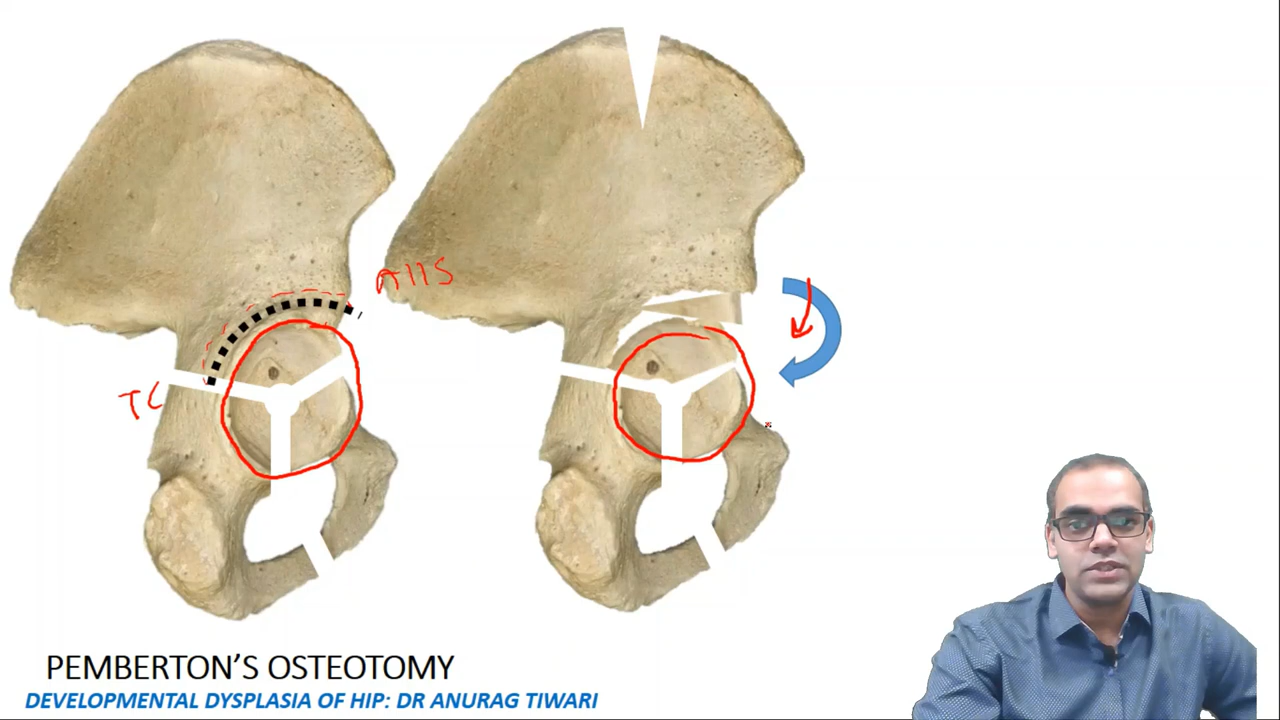 AIIS
TC
PEMBERTON'S OSTEOTOMY
DEVELOPMENTAL DYSPLASIA OF HIP: DR ANURAG TIWARI